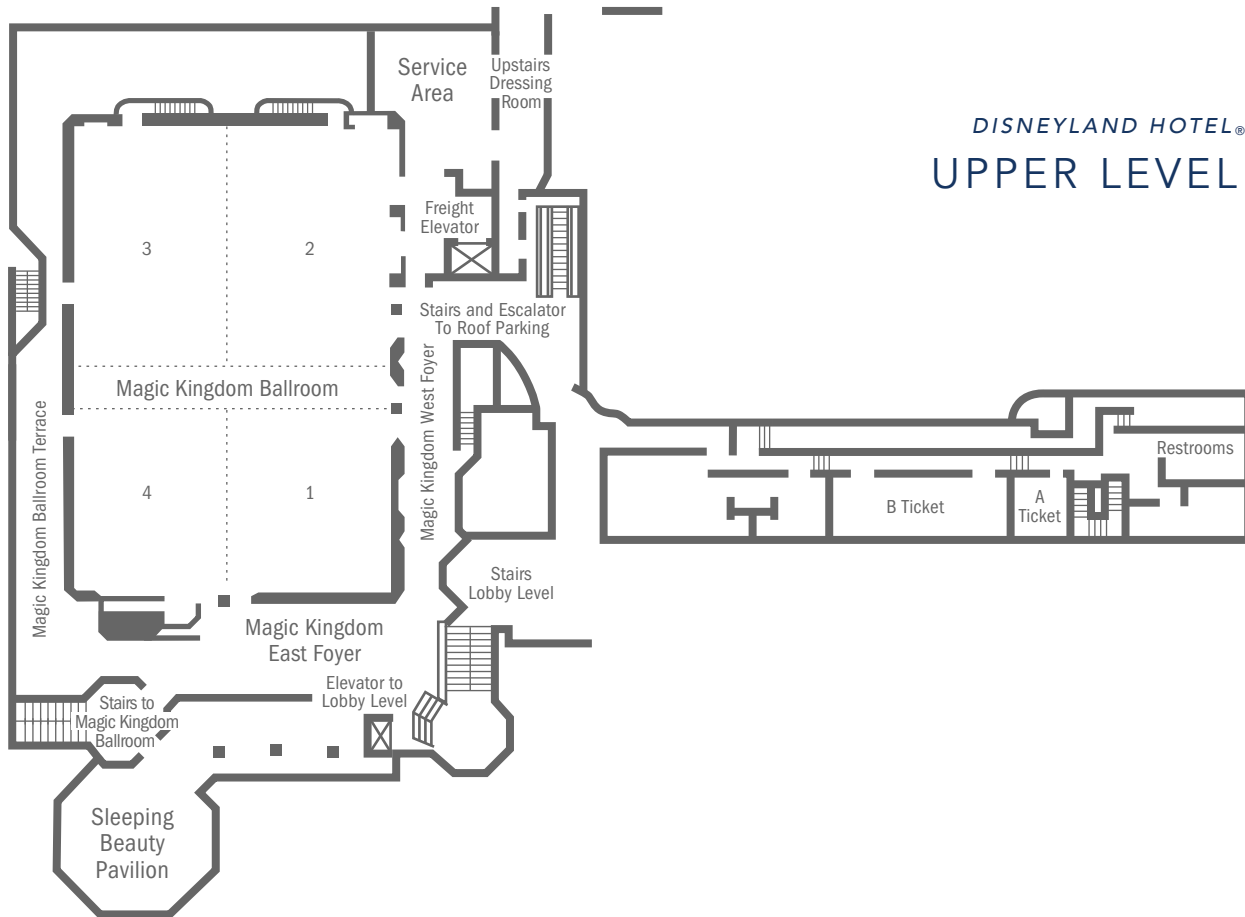 DISNEYLAND HOTEL®
UPPER LEVEL
Service
Area
Upstairs
Dressing
Room
Freight
Elevator
3
2
Stairs and Escalator
To Roof Parking
Magic Kingdom Ballroom
Magic Kingdom West Foyer
Magic Kingdom Ballroom Terrace
4
1
Restrooms
B Ticket
A
Ticket
Stairs
Lobby Level
Magic Kingdom
East Foyer
Elevator to
Lobby Level
Stairs to
Magic Kingdom
Ballroom
Sleeping
Beauty
Pavilion